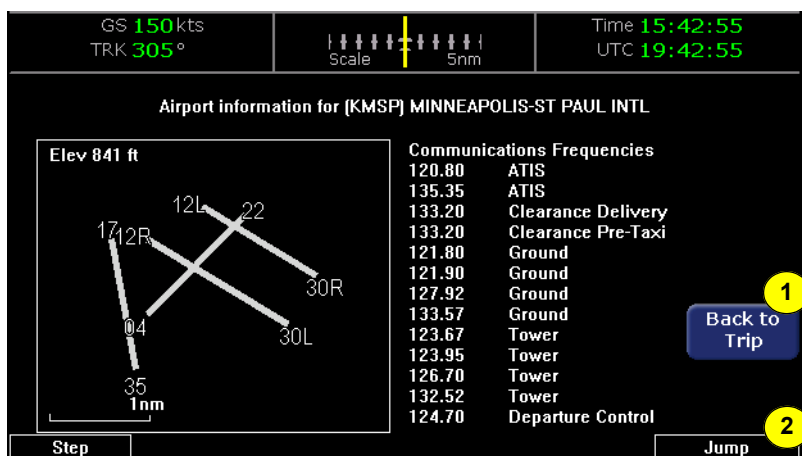 GS 150 kts
TRK 305°
Scale 5nm
Time 15:42:55
UTC 19:42:55
Airport information for (KMSP) MINNEAPOLIS-ST PAUL INTL
Elev 841 ft
12L
22
17
12R
30R
04
30L
35
1nm
Communications Frequencies
120.80 ATIS
135.35 ATIS
133.20 Clearance Delivery
133.20 Clearance Pre-Taxi
121.80 Ground
121.90 Ground
127.92 Ground
133.57 Ground
123.67 Tower
123.95 Tower
126.70 Tower
132.52 Tower
124.70 Departure Control
1
Back to
Trip
2
Step
Jump